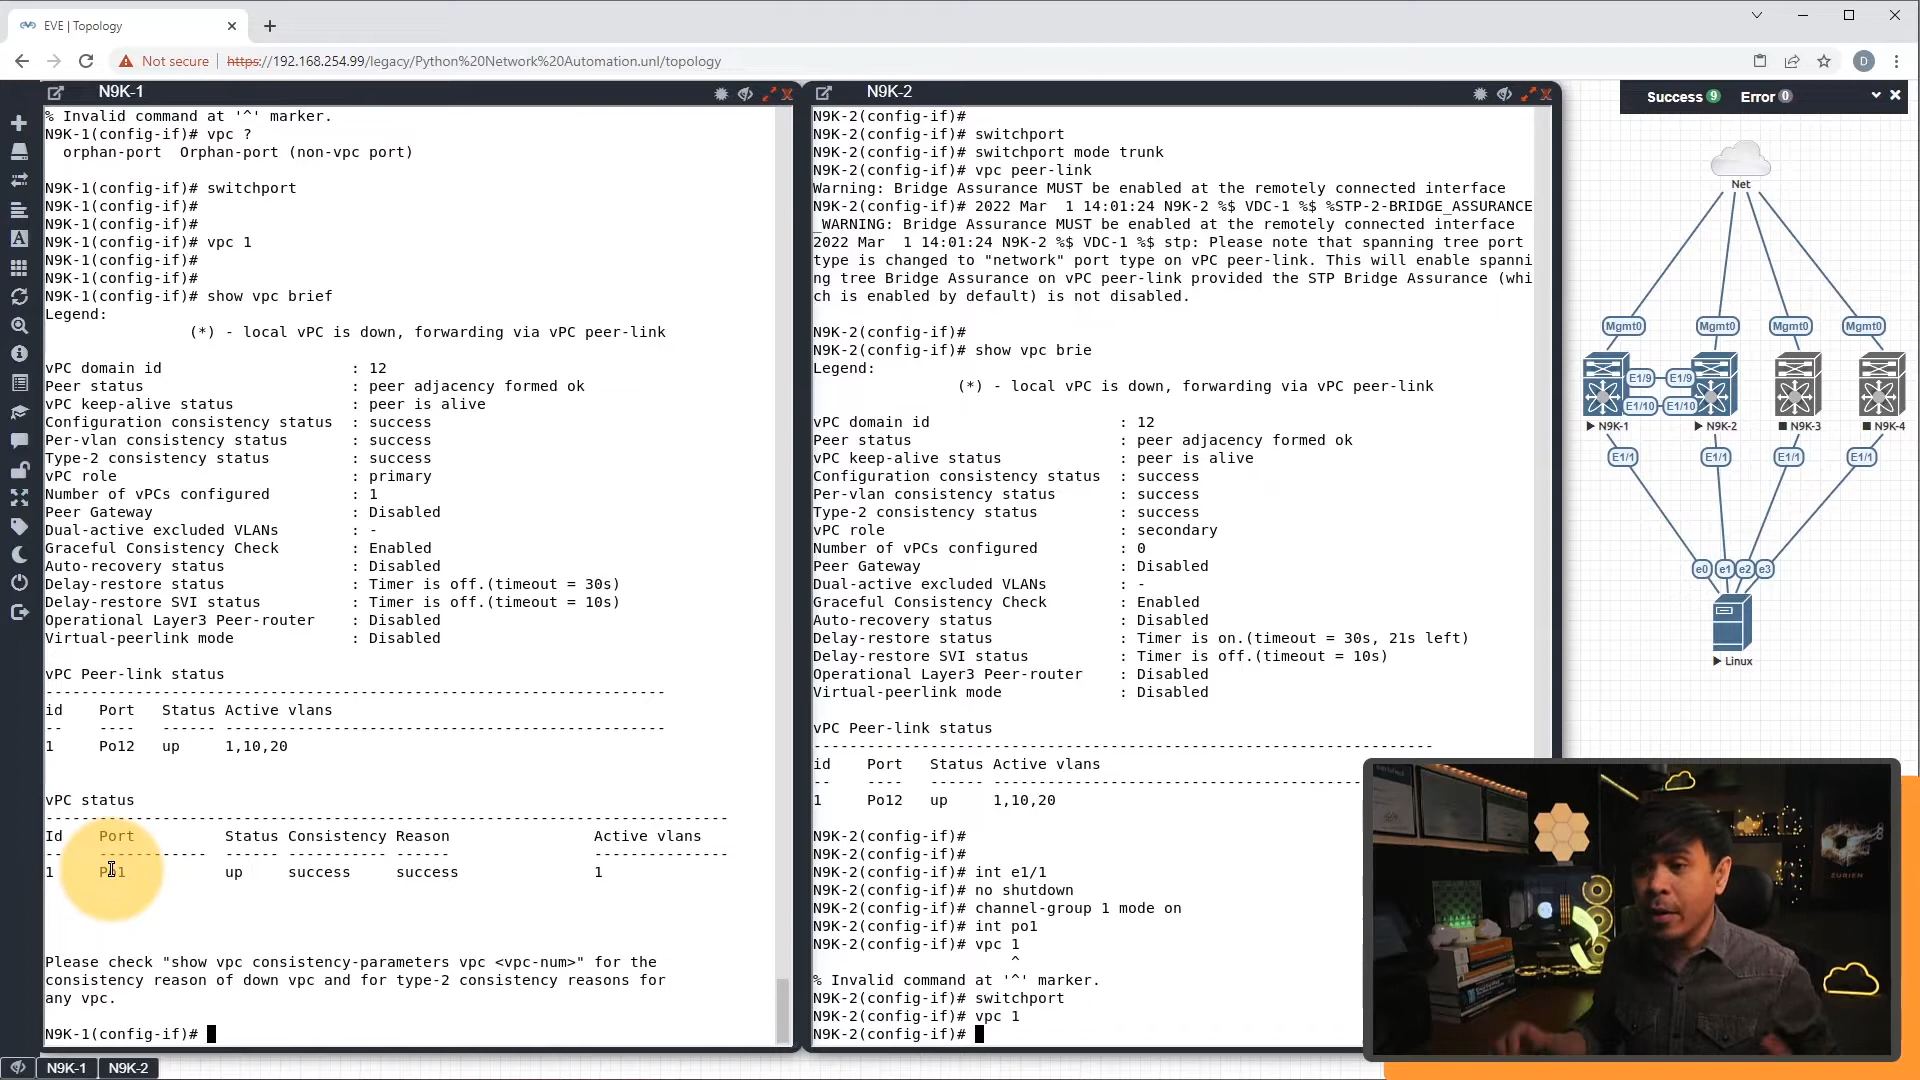 EVE | Topology
Not secure
https://192.168.254.99/legacy/Python%20Network%20Automation.unl/topology
D
N9K-1
% Invalid command at '^' marker.
N9K-1(config-if)# vpc ?
orphan-port  Orphan-port (non-vpc port)
N9K-1(config-if)# switchport
N9K-1(config-if)#
N9K-1(config-if)#
N9K-1(config-if)# vpc 1
N9K-1(config-if)#
N9K-1(config-if)#
N9K-1(config-if)# show vpc brief
Legend:
(*) - local vPC is down, forwarding via vPC peer-link
vPC domain id : 12
Peer status : peer adjacency formed ok
vPC keep-alive status : peer is alive
Configuration consistency status : success
Per-vlan consistency status : success
Type-2 consistency status : success
vPC role : primary
Number of vPCs configured : 1
Peer Gateway : Disabled
Dual-active excluded VLANs : -
Graceful Consistency Check : Enabled
Auto-recovery status : Disabled
Delay-restore status : Timer is off.(timeout = 30s)
Delay-restore SVI status : Timer is off.(timeout = 10s)
Operational Layer3 Peer-router : Disabled
Virtual-peerlink mode : Disabled
vPC Peer-link status
---------------------------------------------------------------------
id Port Status Active vlans
-- ---- ------ -------------------------------------------------
1 Po12 up 1,10,20
vPC status
----------------------------------------------------------------------------
Id Port Status Consistency Reason Active vlans
-- ------------ ------ ----------- ------ ---------------
1 Po1 up success success 1
Please check "show vpc consistency-parameters vpc <vpc-num>" for the
consistency reason of down vpc and for type-2 consistency reasons for
any vpc.
N9K-1(config-if)#
N9K-2
N9K-2(config-if)#
N9K-2(config-if)# switchport
N9K-2(config-if)# switchport mode trunk
N9K-2(config-if)# vpc peer-link
Warning: Bridge Assurance MUST be enabled at the remotely connected interface
N9K-2(config-if)# 2022 Mar  1 14:01:24 N9K-2 %$ VDC-1 %$ %STP-2-BRIDGE_ASSURANCE
_WARNING: Bridge Assurance MUST be enabled at the remotely connected interface
2022 Mar  1 14:01:24 N9K-2 %$ VDC-1 %$ stp: Please note that spanning tree port
type is changed to "network" port type on vPC peer-link. This will enable spanni
ng tree Bridge Assurance on vPC peer-link provided the STP Bridge Assurance (whi
ch is enabled by default) is not disabled.
N9K-2(config-if)#
N9K-2(config-if)# show vpc brie
Legend:
(*) - local vPC is down, forwarding via vPC peer-link
vPC domain id : 12
Peer status : peer adjacency formed ok
vPC keep-alive status : peer is alive
Configuration consistency status : success
Per-vlan consistency status : success
Type-2 consistency status : success
vPC role : secondary
Number of vPCs configured : 0
Peer Gateway : Disabled
Dual-active excluded VLANs : -
Graceful Consistency Check : Enabled
Auto-recovery status : Disabled
Delay-restore status : Timer is on.(timeout = 30s, 21s left)
Delay-restore SVI status : Timer is off.(timeout = 10s)
Operational Layer3 Peer-router : Disabled
Virtual-peerlink mode : Disabled
vPC Peer-link status
---------------------------------------------------------------------
id Port Status Active vlans
-- ---- ------ -----------------------------------------
1 Po12 up 1,10,20
N9K-2(config-if)#
N9K-2(config-if)#
N9K-2(config-if)# int e1/1
N9K-2(config-if)# no shutdown
N9K-2(config-if)# channel-group 1 mode on
N9K-2(config-if)# int po1
N9K-2(config-if)# vpc 1
^
% Invalid command at '^' marker.
N9K-2(config-if)# switchport
N9K-2(config-if)# vpc 1
N9K-2(config-if)#
Success 9 Error 0
Net
Mgmt0 Mgmt0 Mgmt0 Mgmt0
E1/9 E1/9
E1/10 E1/10
N9K-1 N9K-2 N9K-3 N9K-4
E1/1 E1/1 E1/1 E1/1
e0 e1 e2 e3
Linux
N9K-1 N9K-2